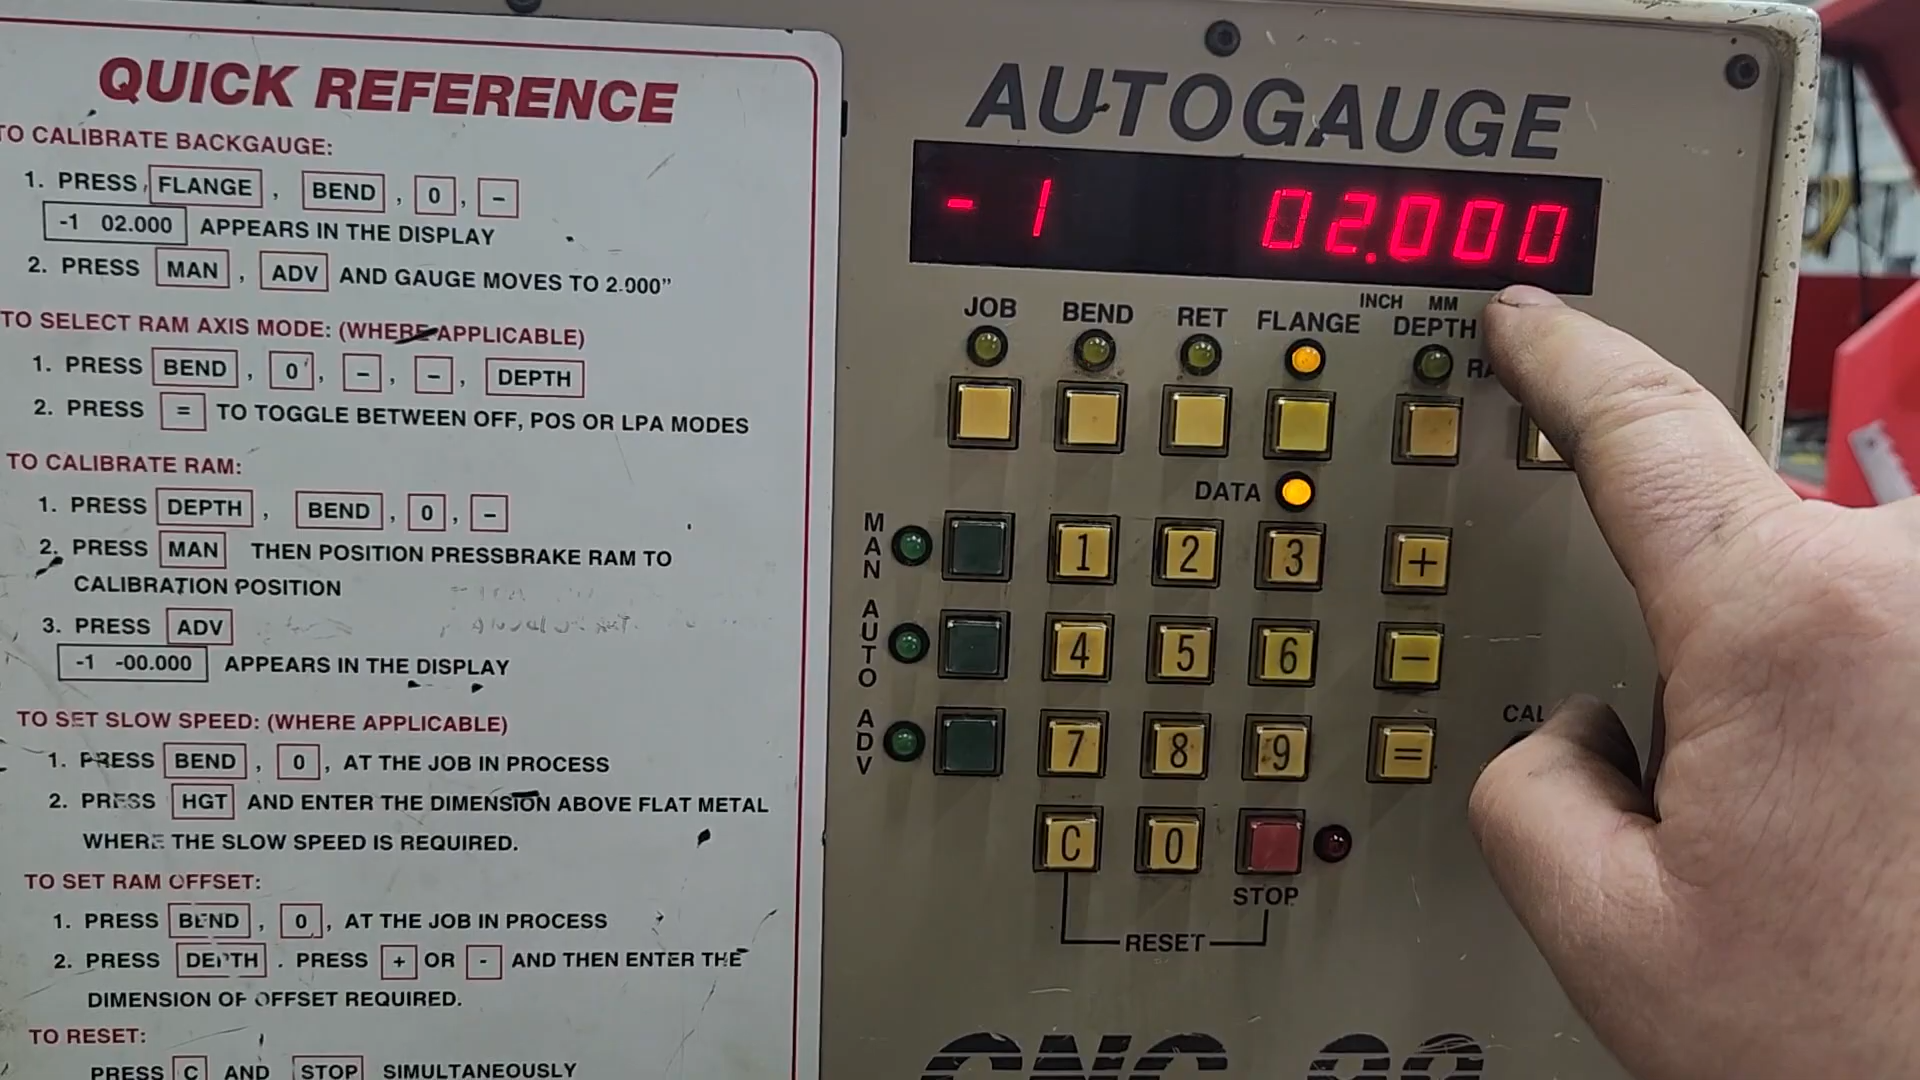 QUICK REFERENCE
TO CALIBRATE BACKGAUGE:
1. PRESS, FLANGE , BEND , 0 , -
-1 02.000 APPEARS IN THE DISPLAY
2. PRESS MAN , ADV AND GAUGE MOVES TO 2.000"
TO SELECT RAM AXIS MODE: (WHERE APPLICABLE)
1. PRESS BEND , 0 , - , - , DEPTH
2. PRESS = TO TOGGLE BETWEEN OFF, POS OR LPA MODES
TO CALIBRATE RAM:
1. PRESS DEPTH , BEND , 0 , -
2. PRESS MAN THEN POSITION PRESSBRAKE RAM TO
CALIBRATION POSITION
3. PRESS ADV
-1 -00.000 APPEARS IN THE DISPLAY
TO SET SLOW SPEED: (WHERE APPLICABLE)
1. PRESS BEND , 0 , AT THE JOB IN PROCESS
2. PRESS HGT AND ENTER THE DIMENSION ABOVE FLAT METAL
WHERE THE SLOW SPEED IS REQUIRED.
TO SET RAM OFFSET:
1. PRESS BEND , 0 , AT THE JOB IN PROCESS
2. PRESS DEPTH . PRESS + OR - AND THEN ENTER THE
DIMENSION OF OFFSET REQUIRED.
TO RESET:
PRESS C AND STOP SIMULTANEOUSLY
AUTOGAUGE
-1 02.000
INCH MM
JOB BEND RET FLANGE DEPTH
DATA
MAN 1 2 3 +
AUTO 4 5 6 -
ADV 7 8 9 =
CAL
C 0
STOP
RESET